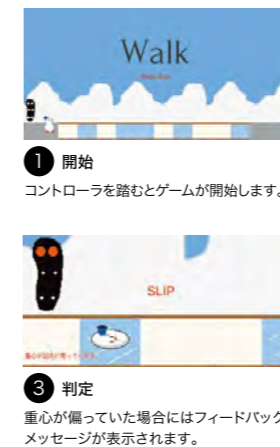 Walk
1 開始
コントローラを踏むとゲームが開始します。
SLIP
3 判定
重心が偏っていた場合にはフィードバック
メッセージが表示されます。